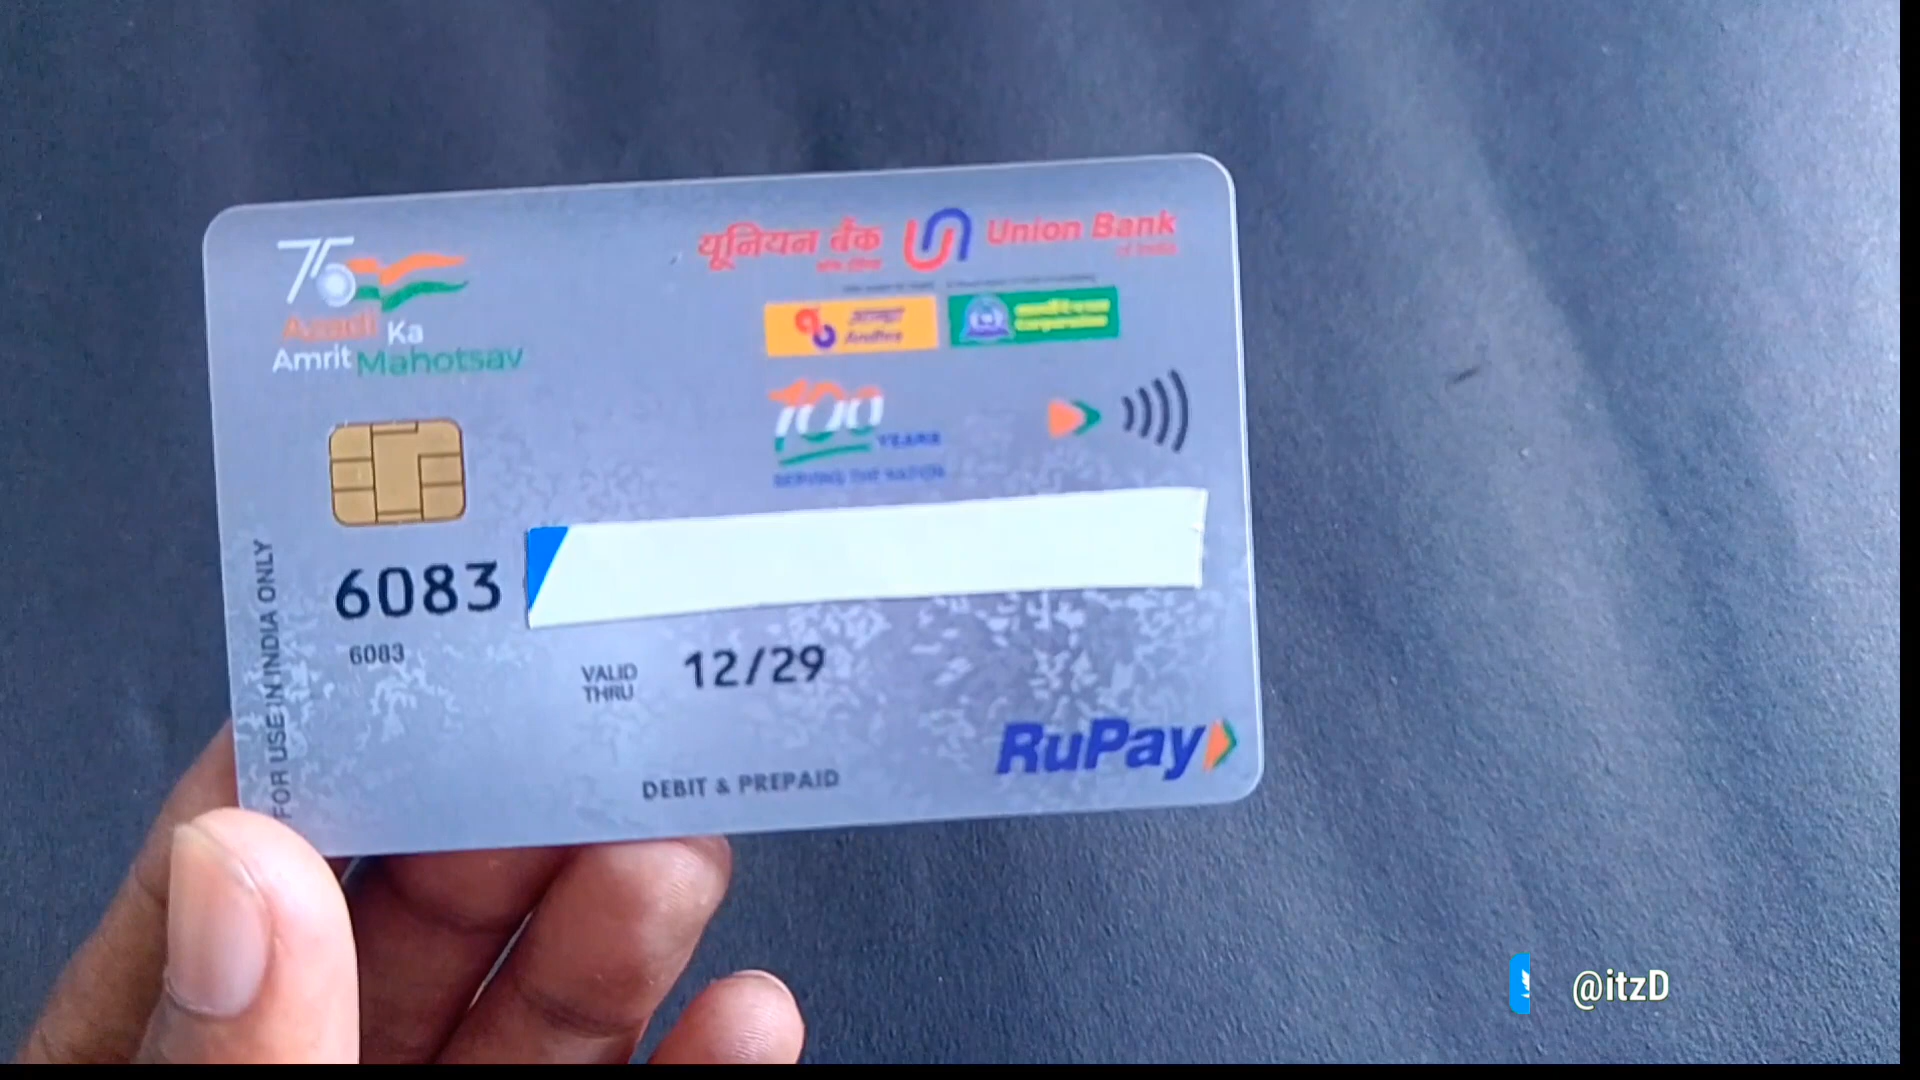 75
Azadi Ka
Amrit Mahotsav
यूनियन बैंक
Union Bank
of India
Andhra
Corporation
100
YEARS
SERVING THE NATION
6083
6083
VALID
THRU
12/29
FOR USE IN INDIA ONLY
DEBIT & PREPAID
RuPay
@itzD